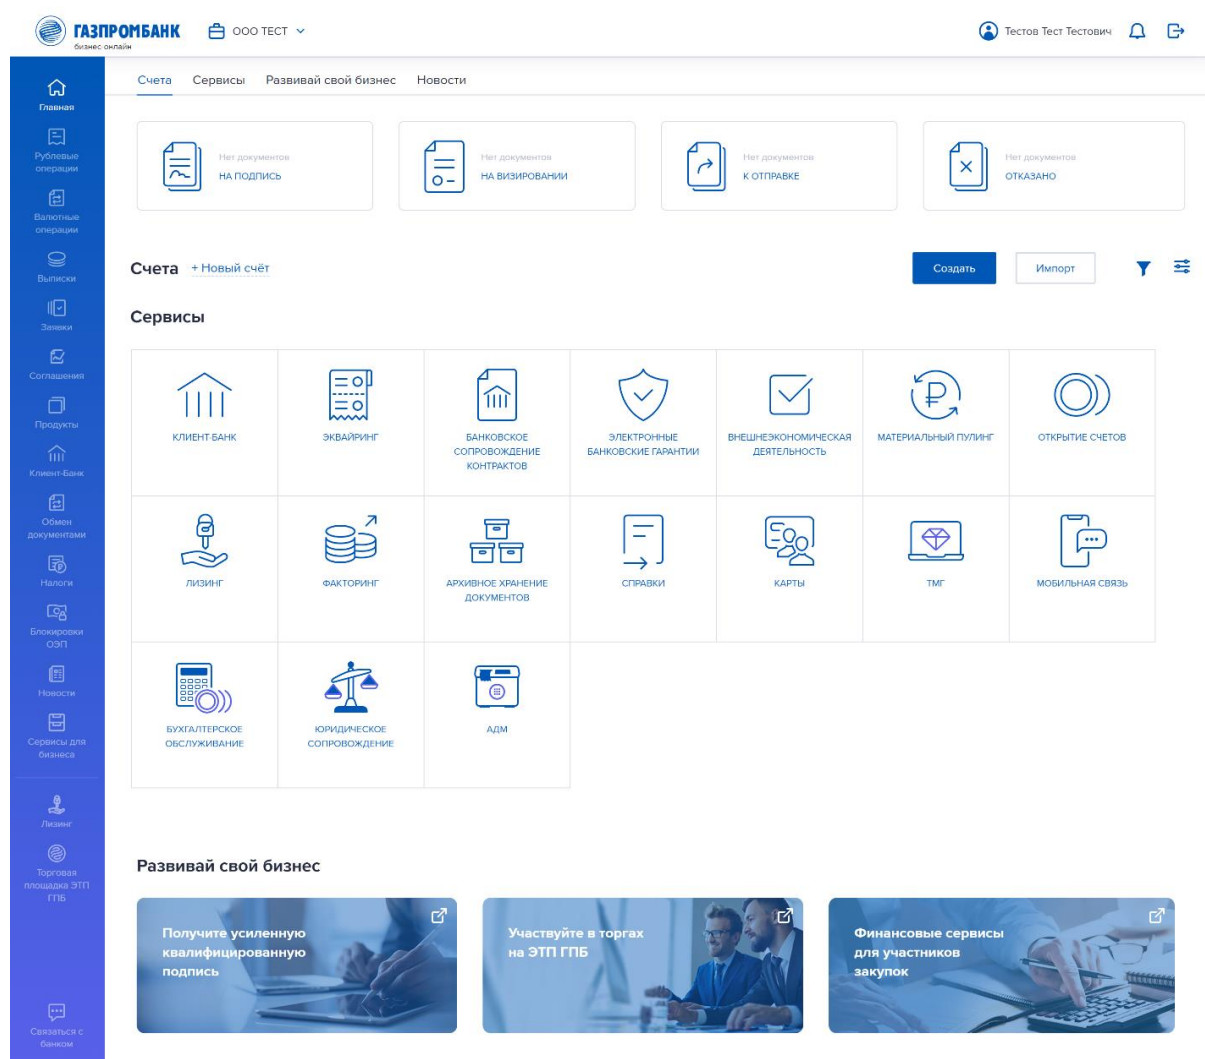 ГАЗПРОМБАНК
бизнес онлайн
ООО ТЕСТ
Тестов Тест Тестович
Главная
Рублевые
операции
Валютные
операции
Выписки
Заявки
Соглашения
Продукты
Клиент-Банк
Обмен
документами
Налоги
Блокировки
ОЭП
Новости
Сервисы для
бизнеса
Лизинг
Торговая
площадка ЭТП
ГПБ
Связаться с
банком
Счета Сервисы Развивай свой бизнес Новости
Нет документов
НА ПОДПИСЬ
Нет документов
НА ВИЗИРОВАНИИ
Нет документов
К ОТПРАВКЕ
Нет документов
ОТКАЗАНО
Счета + Новый счёт
Создать
Импорт
Сервисы
КЛИЕНТ-БАНК
ЭКВАЙРИНГ
БАНКОВСКОЕ
СОПРОВОЖДЕНИЕ
КОНТРАКТОВ
ЭЛЕКТРОННЫЕ
БАНКОВСКИЕ ГАРАНТИИ
ВНЕШНЕЭКОНОМИЧЕСКАЯ
ДЕЯТЕЛЬНОСТЬ
МАТЕРИАЛЬНЫЙ ПУЛИНГ
ОТКРЫТИЕ СЧЕТОВ
ЛИЗИНГ
ФАКТОРИНГ
АРХИВНОЕ ХРАНЕНИЕ
ДОКУМЕНТОВ
СПРАВКИ
КАРТЫ
ТМГ
МОБИЛЬНАЯ СВЯЗЬ
БУХГАЛТЕРСКОЕ
ОБСЛУЖИВАНИЕ
ЮРИДИЧЕСКОЕ
СОПРОВОЖДЕНИЕ
АДМ
Развивай свой бизнес
Получите усиленную
квалифицированную
подпись
Участвуйте в торгах
на ЭТП ГПБ
Финансовые сервисы
для участников
закупок